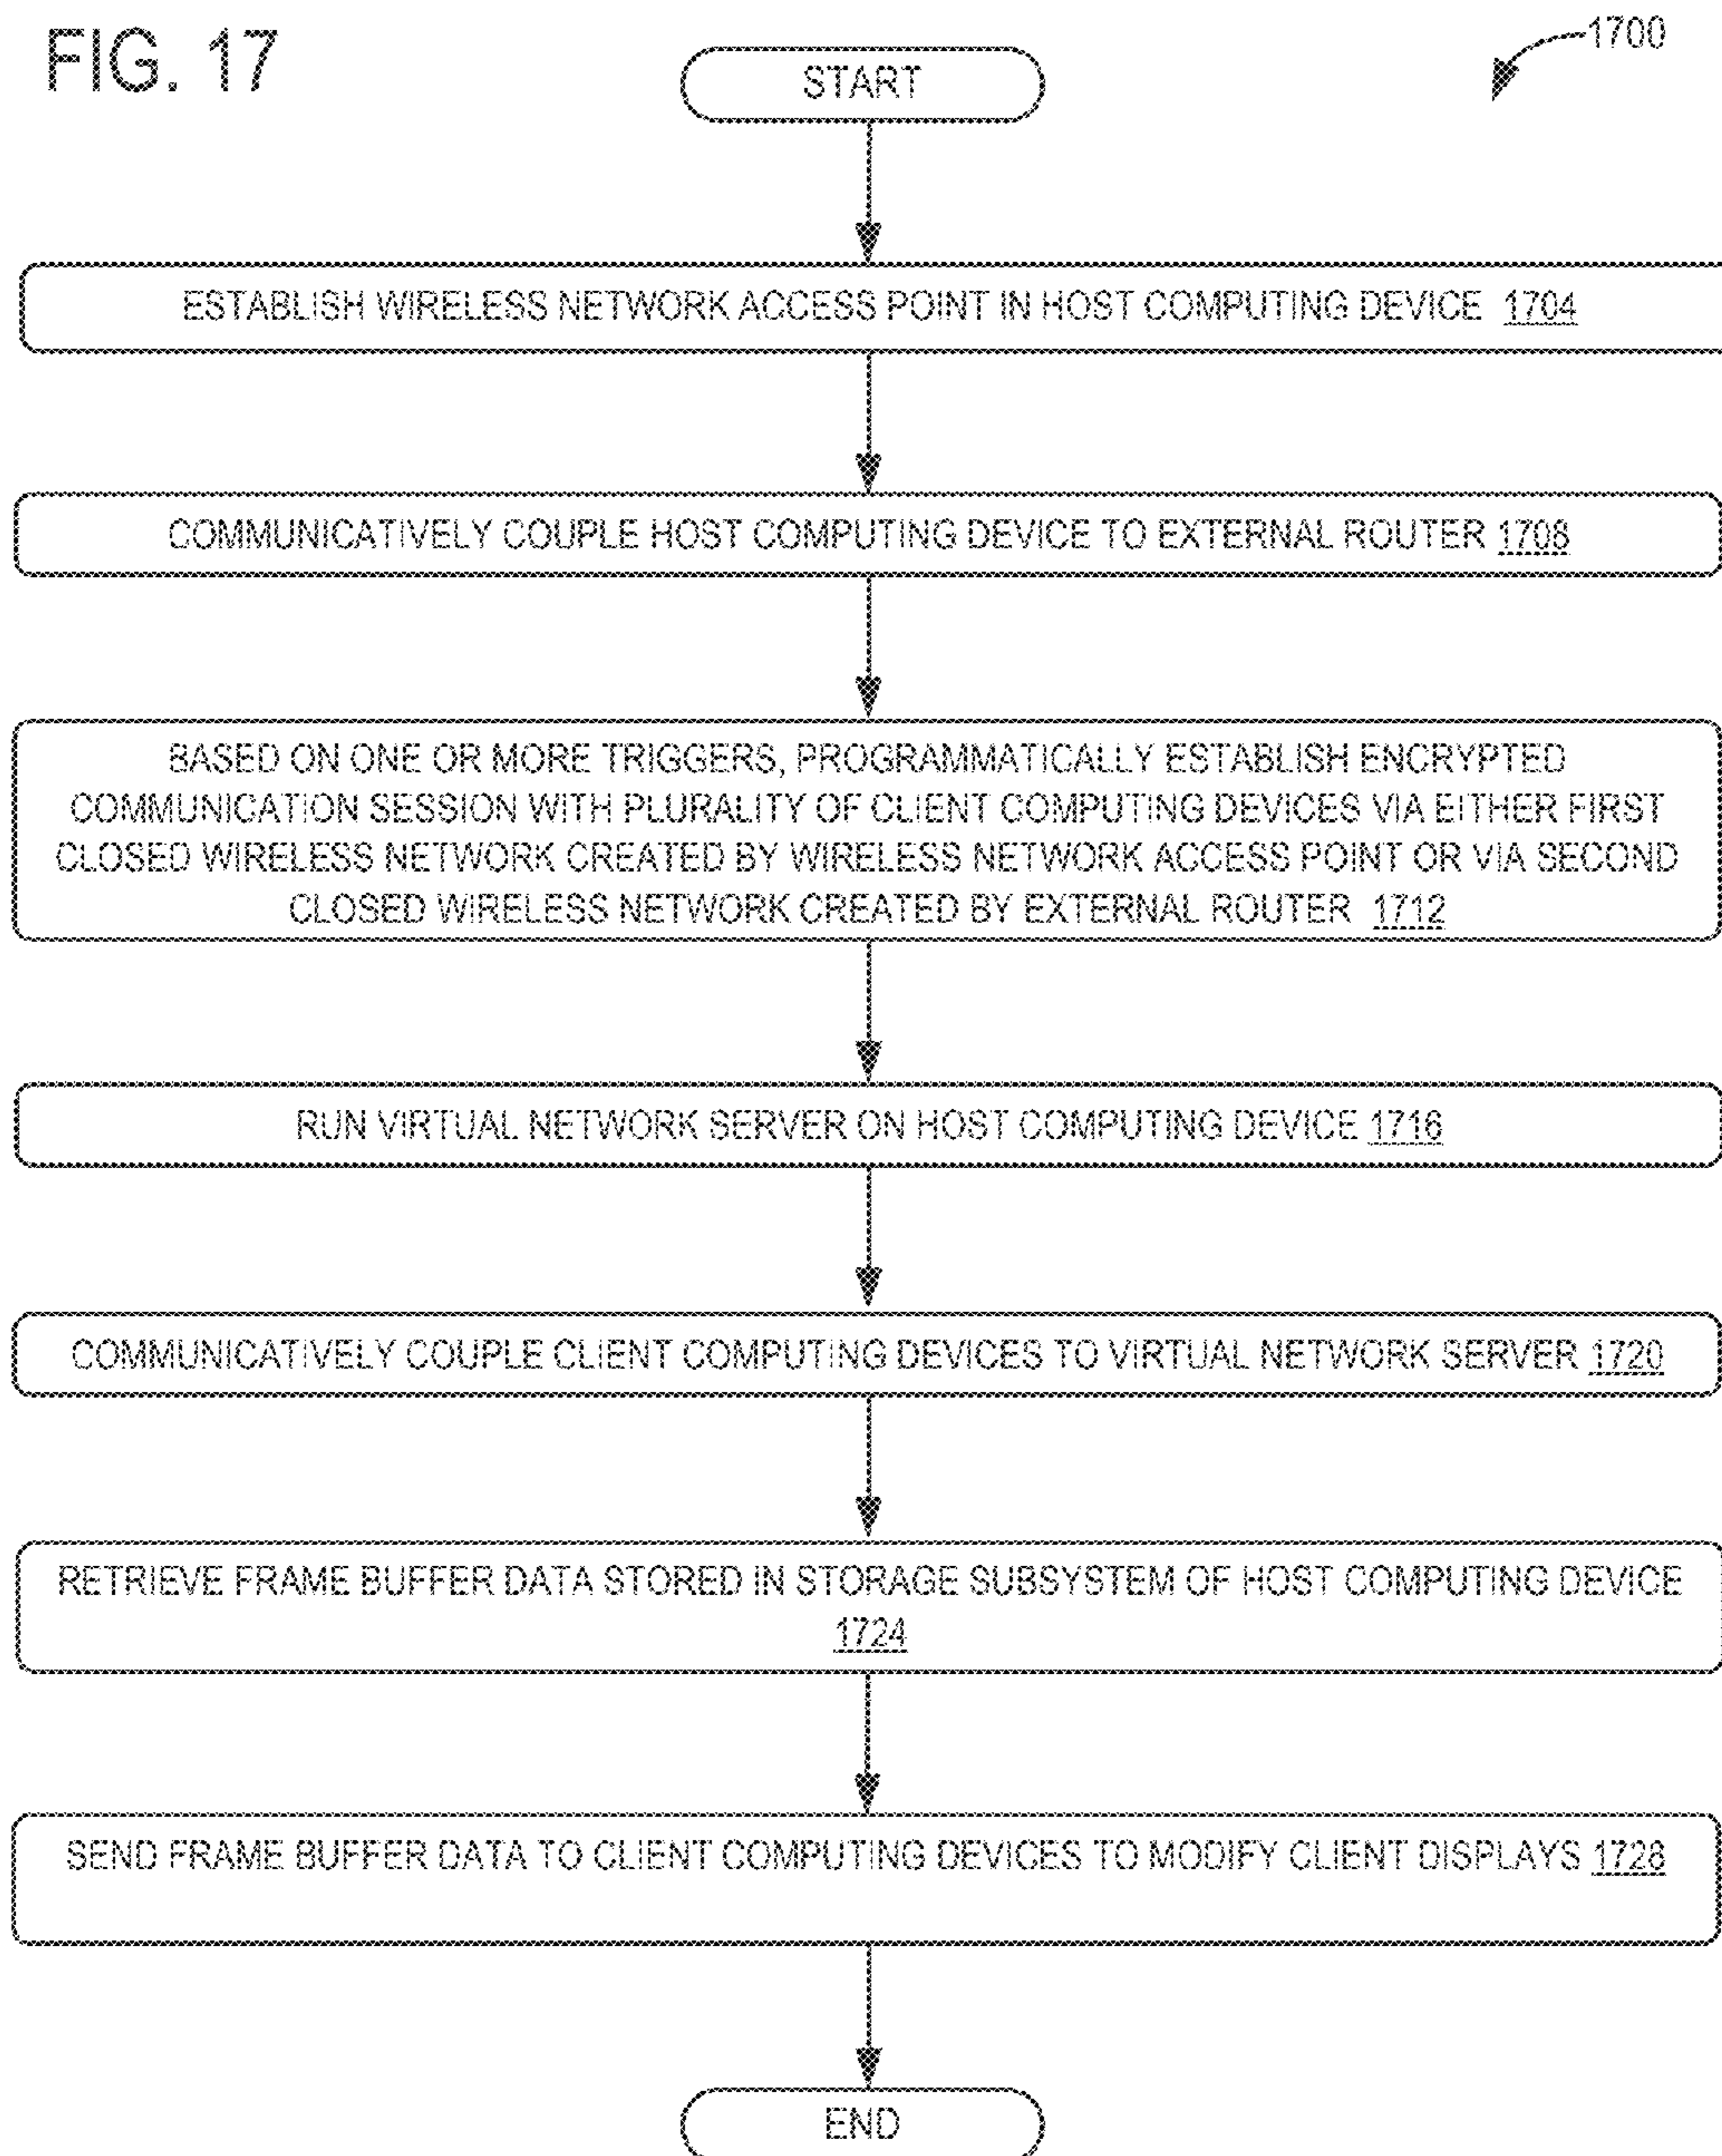 FIG. 17
1700
START
ESTABLISH WIRELESS NETWORK ACCESS POINT IN HOST COMPUTING DEVICE 1704
COMMUNICATIVELY COUPLE HOST COMPUTING DEVICE TO EXTERNAL ROUTER 1708
BASED ON ONE OR MORE TRIGGERS, PROGRAMMATICALLY ESTABLISH ENCRYPTED
COMMUNICATION SESSION WITH PLURALITY OF CLIENT COMPUTING DEVICES VIA EITHER FIRST
CLOSED WIRELESS NETWORK CREATED BY WIRELESS NETWORK ACCESS POINT OR VIA SECOND
CLOSED WIRELESS NETWORK CREATED BY EXTERNAL ROUTER 1712
RUN VIRTUAL NETWORK SERVER ON HOST COMPUTING DEVICE 1716
COMMUNICATIVELY COUPLE CLIENT COMPUTING DEVICES TO VIRTUAL NETWORK SERVER 1720
RETRIEVE FRAME BUFFER DATA STORED IN STORAGE SUBSYSTEM OF HOST COMPUTING DEVICE
1724
SEND FRAME BUFFER DATA TO CLIENT COMPUTING DEVICES TO MODIFY CLIENT DISPLAYS 1728
END